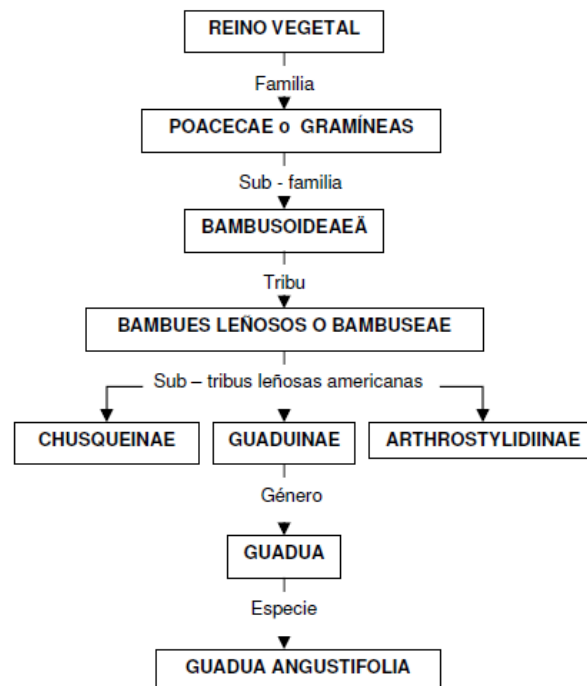 REINO VEGETAL
Familia
POACECAE o GRAMÍNEAS
Sub - familia
BAMBUSOIDEAEÄ
Tribu
BAMBUES LEÑOSOS O BAMBUSEAE
Sub – tribus leñosas americanas
CHUSQUEINAE GUADUINAE ARTHROSTYLIDIINAE
Género
GUADUA
Especie
GUADUA ANGUSTIFOLIA